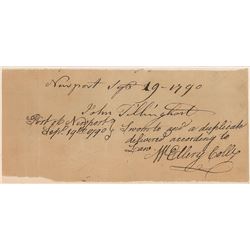 Newport Sept 19 - 1790
John Tillinghast
Port of Newport } Sworn to and a duplicate
Sept. 19th 1790 } delivered according to
Law
Wm Ellery Collr